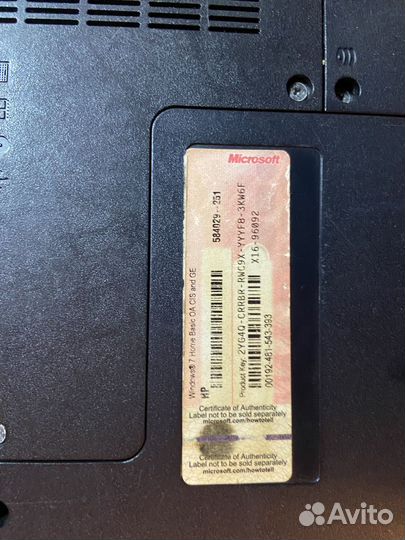 Microsoft
Windows® 7 Home Basic OA CIS and GE
HP
584029--251
Product Key: 2YG4Q-CRRBR-RWG9X-YYYFB-3KW6F
X16-96092
00192-481-543-393
Certificate of Authenticity
Label not to be sold separately
microsoft.com/howtotell
Certificate of Authenticity
Label not to be sold separately
microsoft.com/howtotell
Avito